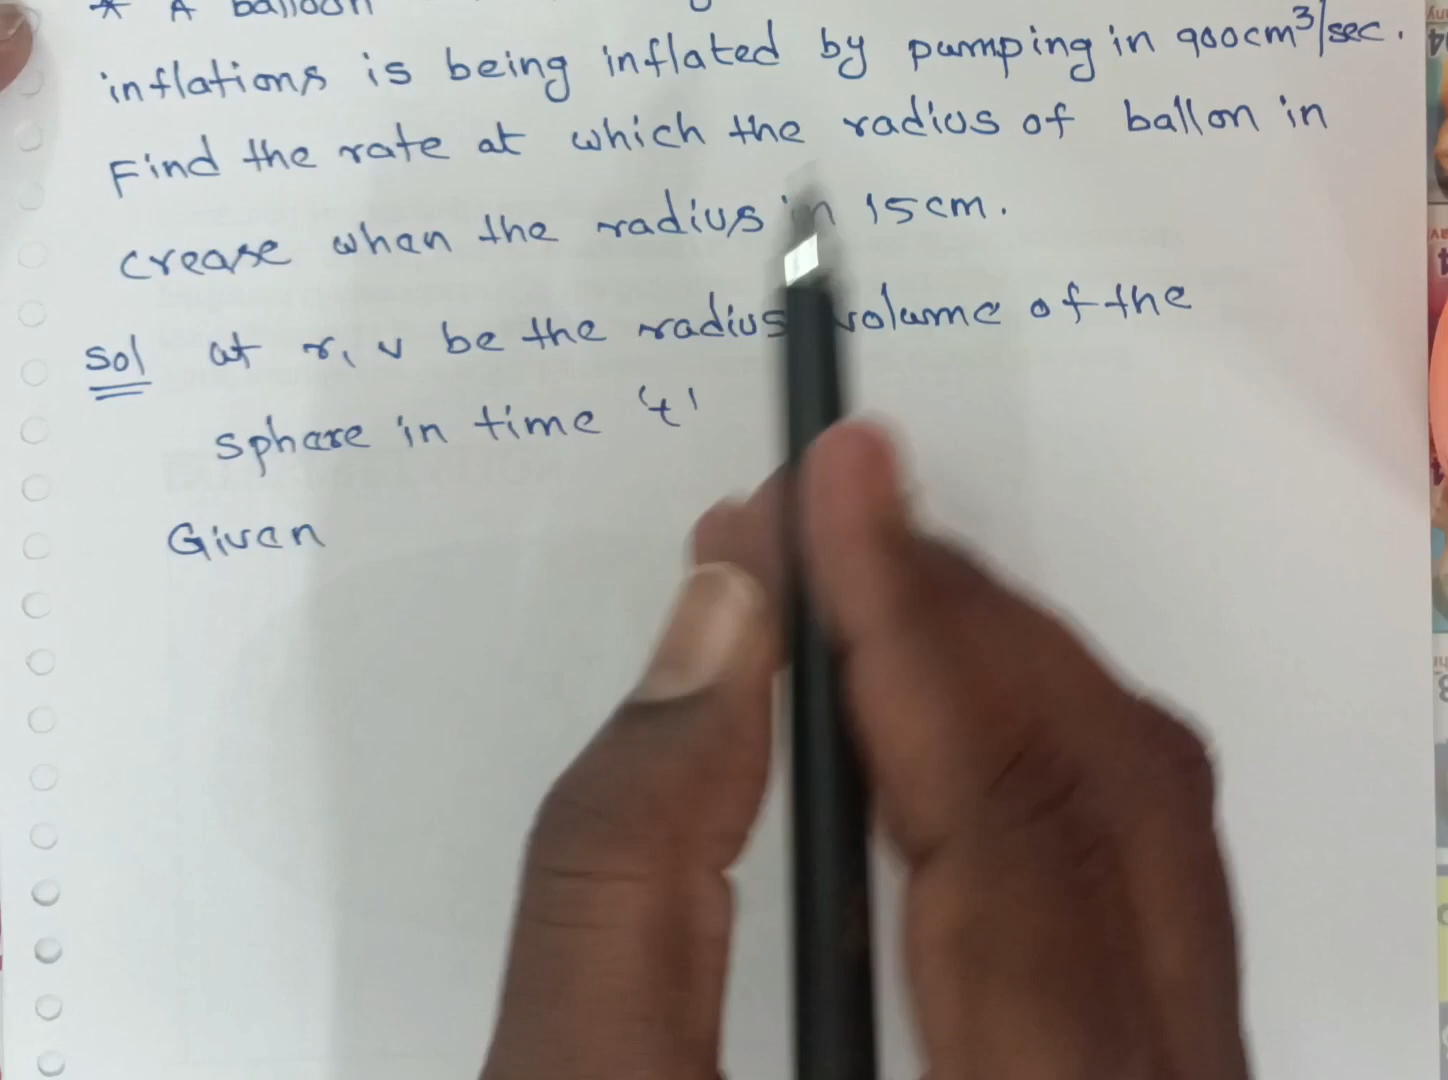 * A balloon
inflations is being inflated by pumping in 900cm³/sec.
Find the rate at which the radius of ballon in
crease when the radius in 15cm.
Sol at r, v be the radius volume of the
sphere in time 't'
Given